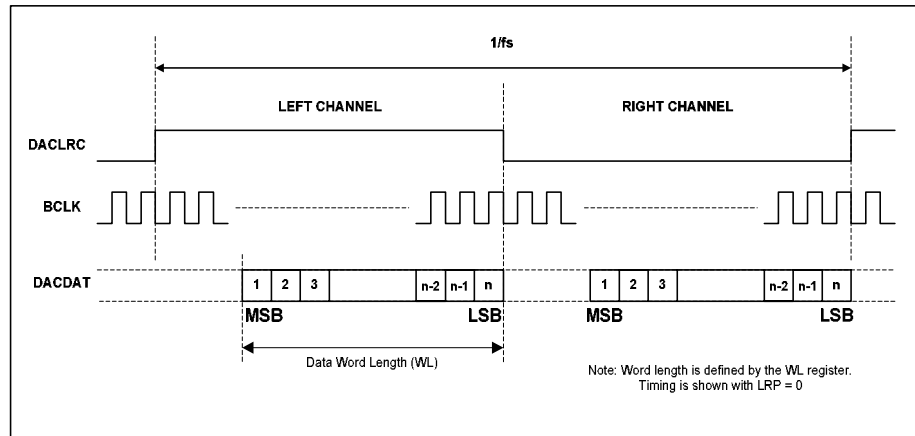 1/fs
LEFT CHANNEL
RIGHT CHANNEL
DACLRC
BCLK
DACDAT
1 2 3 n-2 n-1 n 1 2 3 n-2 n-1 n
MSB LSB MSB LSB
Data Word Length (WL)
Note: Word length is defined by the WL register.
Timing is shown with LRP = 0